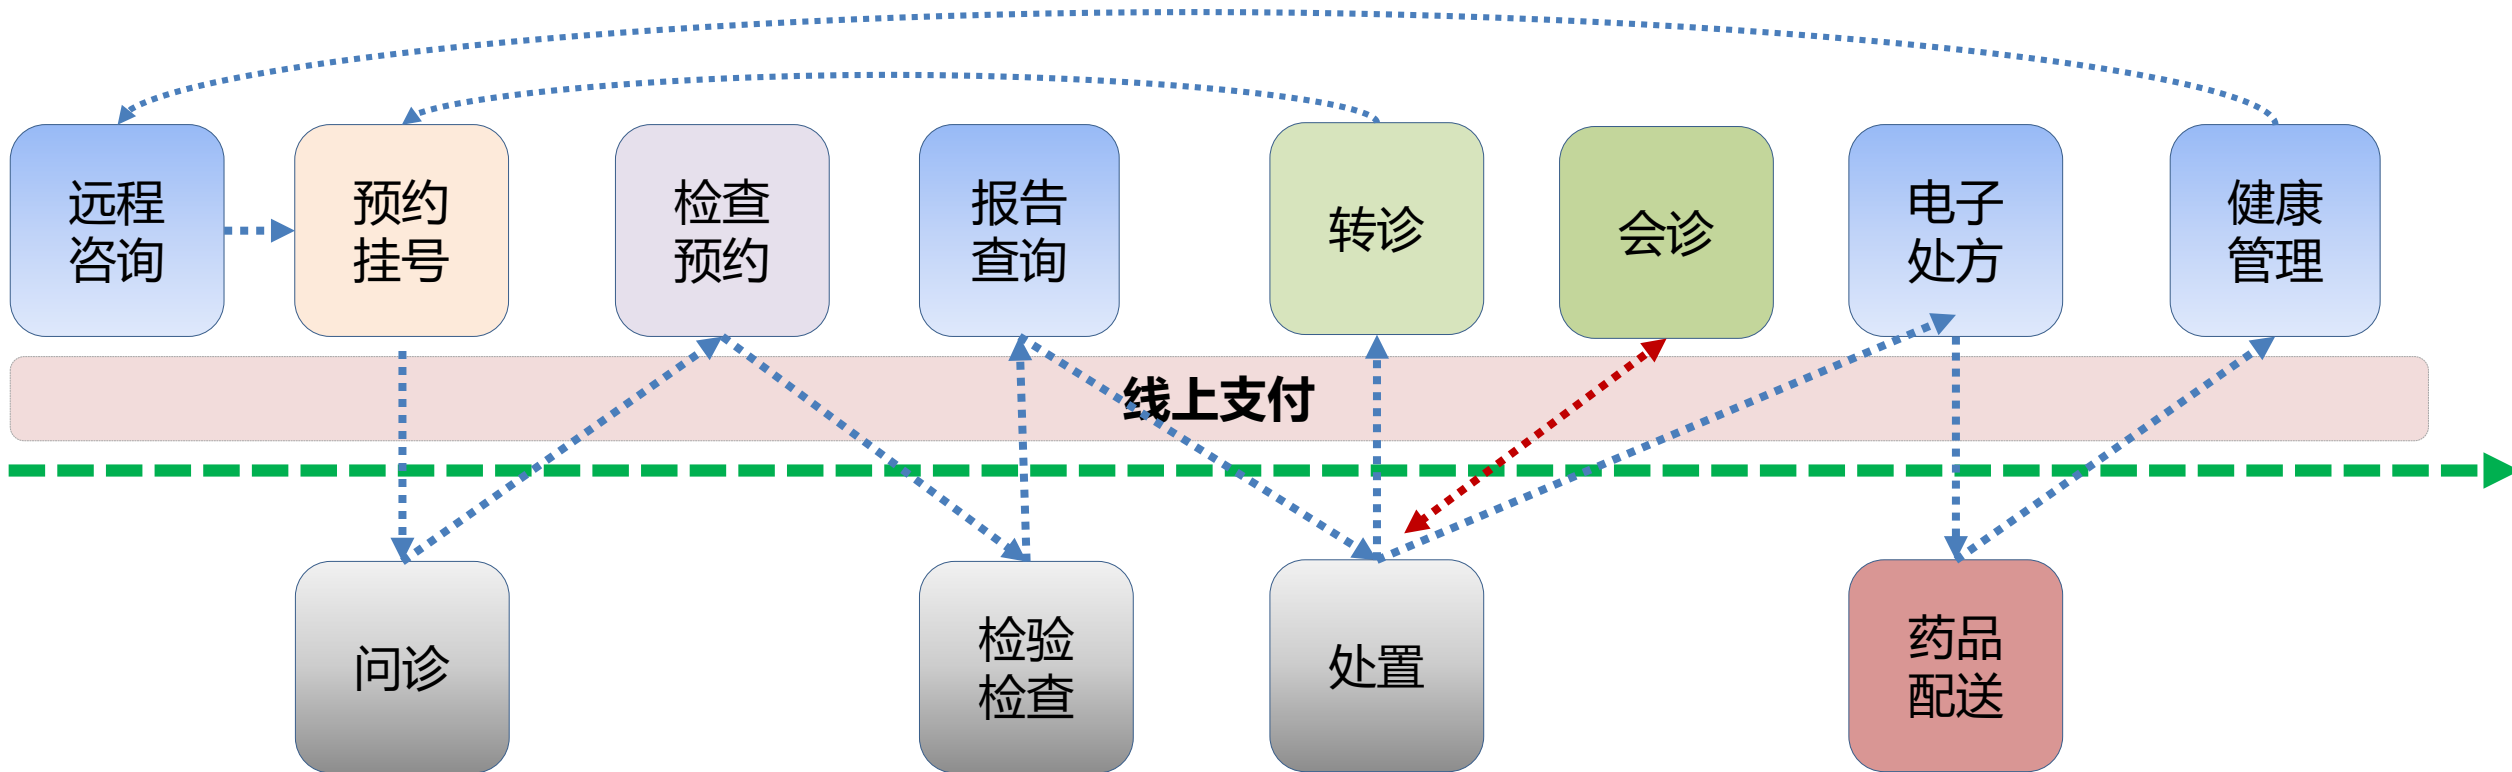 远程
咨询
预约
挂号
检查
预约
报告
查询
转诊
会诊
电子
处方
健康
管理
线上支付
问诊
检验
检查
处置
药品
配送